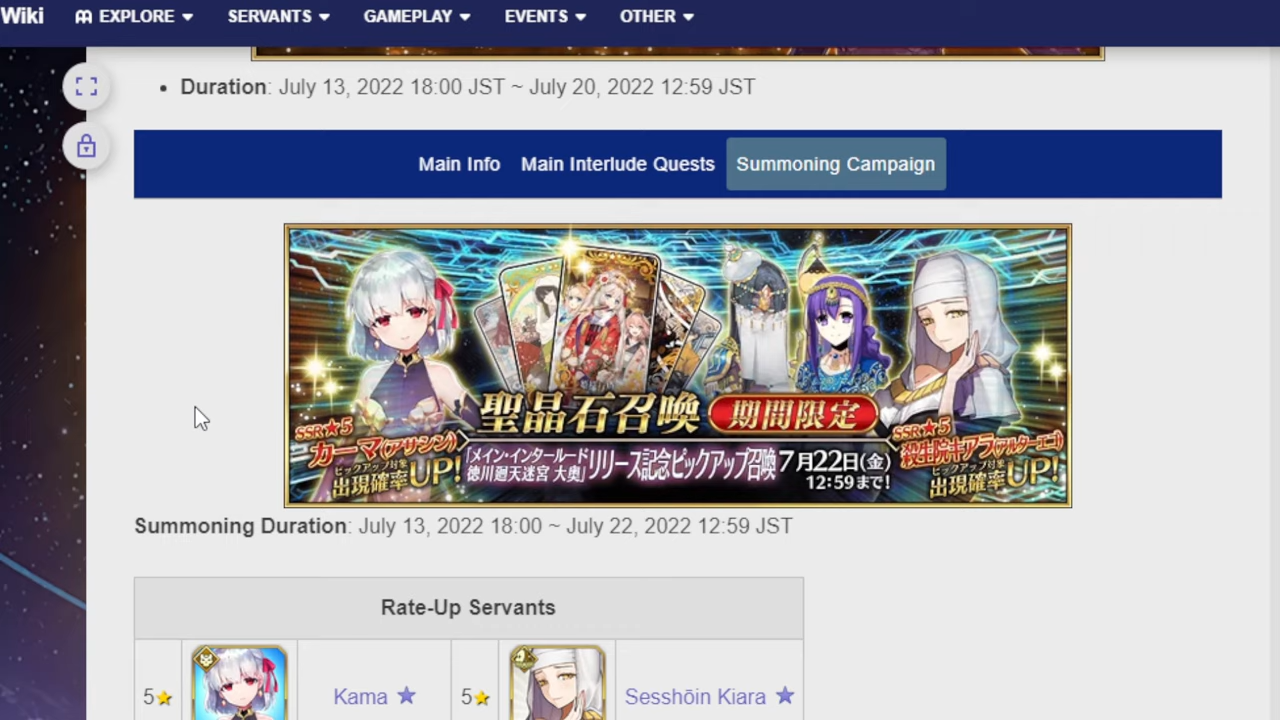 Wiki EXPLORE SERVANTS GAMEPLAY EVENTS OTHER
Duration: July 13, 2022 18:00 JST ~ July 20, 2022 12:59 JST
Main Info Main Interlude Quests Summoning Campaign
聖晶石召喚 期間限定
SSR★5
カーマ(アサシン)
ピックアップ対象
出現確率UP!
「メイン・インタールード
徳川廻天迷宮 大奥」リリース記念ピックアップ召喚 7月22日(金)
12:59まで!
SSR★5
殺生院キアラ(アルターエゴ)
ピックアップ対象
出現確率UP!
Summoning Duration: July 13, 2022 18:00 ~ July 22, 2022 12:59 JST
Rate-Up Servants
5 Kama 5 Sesshōin Kiara